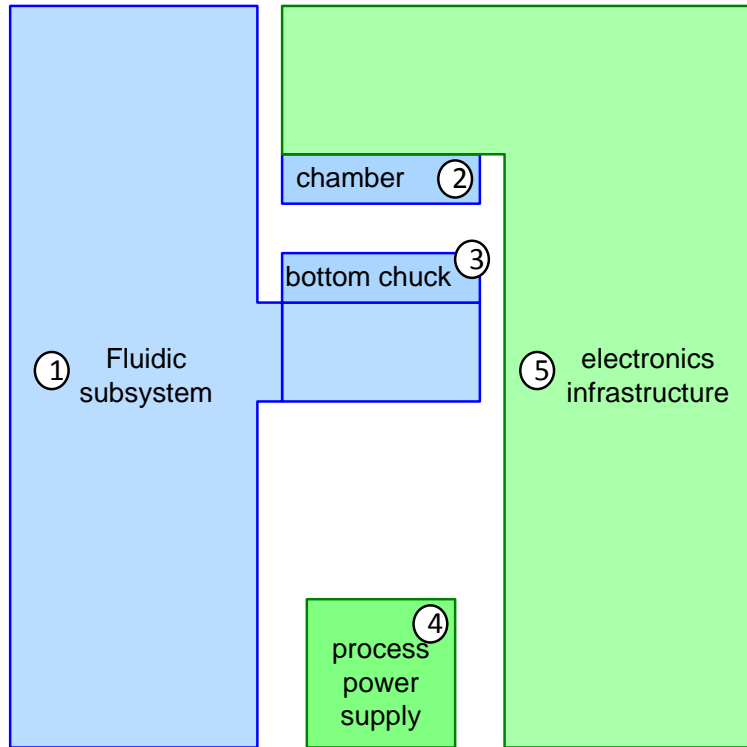 chamber 2
3
bottom chuck
1 Fluidic
subsystem
5 electronics
infrastructure
4
process
power
supply